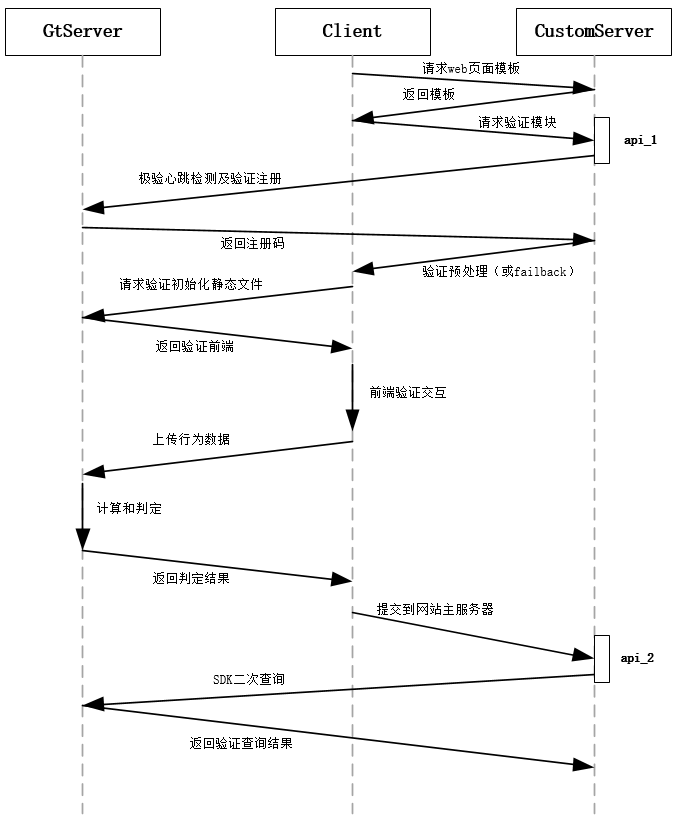 GtServer
Client
CustomServer
请求web页面模板
返回模板
请求验证模块
api_1
极验心跳检测及验证注册
返回注册码
验证预处理（或failback）
请求验证初始化静态文件
返回验证前端
前端验证交互
上传行为数据
计算和判定
返回判定结果
提交到网站主服务器
api_2
SDK二次查询
返回验证查询结果